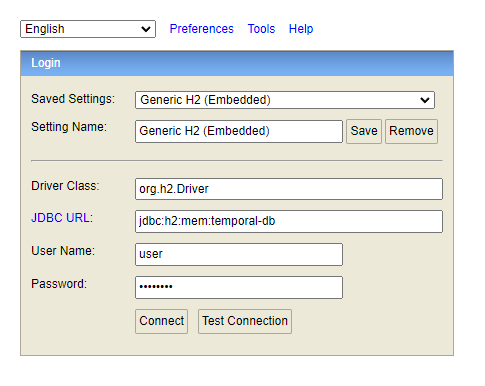 English Preferences Tools Help
Login
Saved Settings: Generic H2 (Embedded)
Setting Name: Generic H2 (Embedded) Save Remove
Driver Class: org.h2.Driver
JDBC URL: jdbc:h2:mem:temporal-db
User Name: user
Password: ••••••••
Connect Test Connection